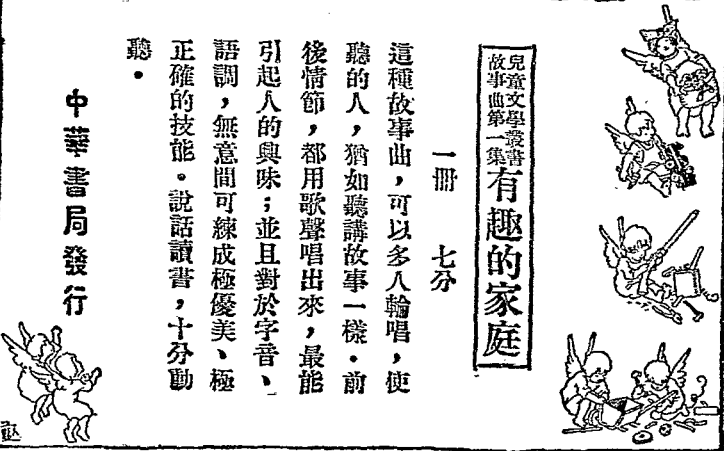 兒童文學叢書
故事曲第一集
有趣的家庭
一冊 七分
這種故事曲，可以多人輪唱，使
聽的人，猶如聽講故事一樣．前
後情節，都用歌聲唱出來，最能
引起人的興味；並且對於字音、
語調，無意間可練成極優美、極
正確的技能。說話讀書，十分動
聽．
中華書局發行